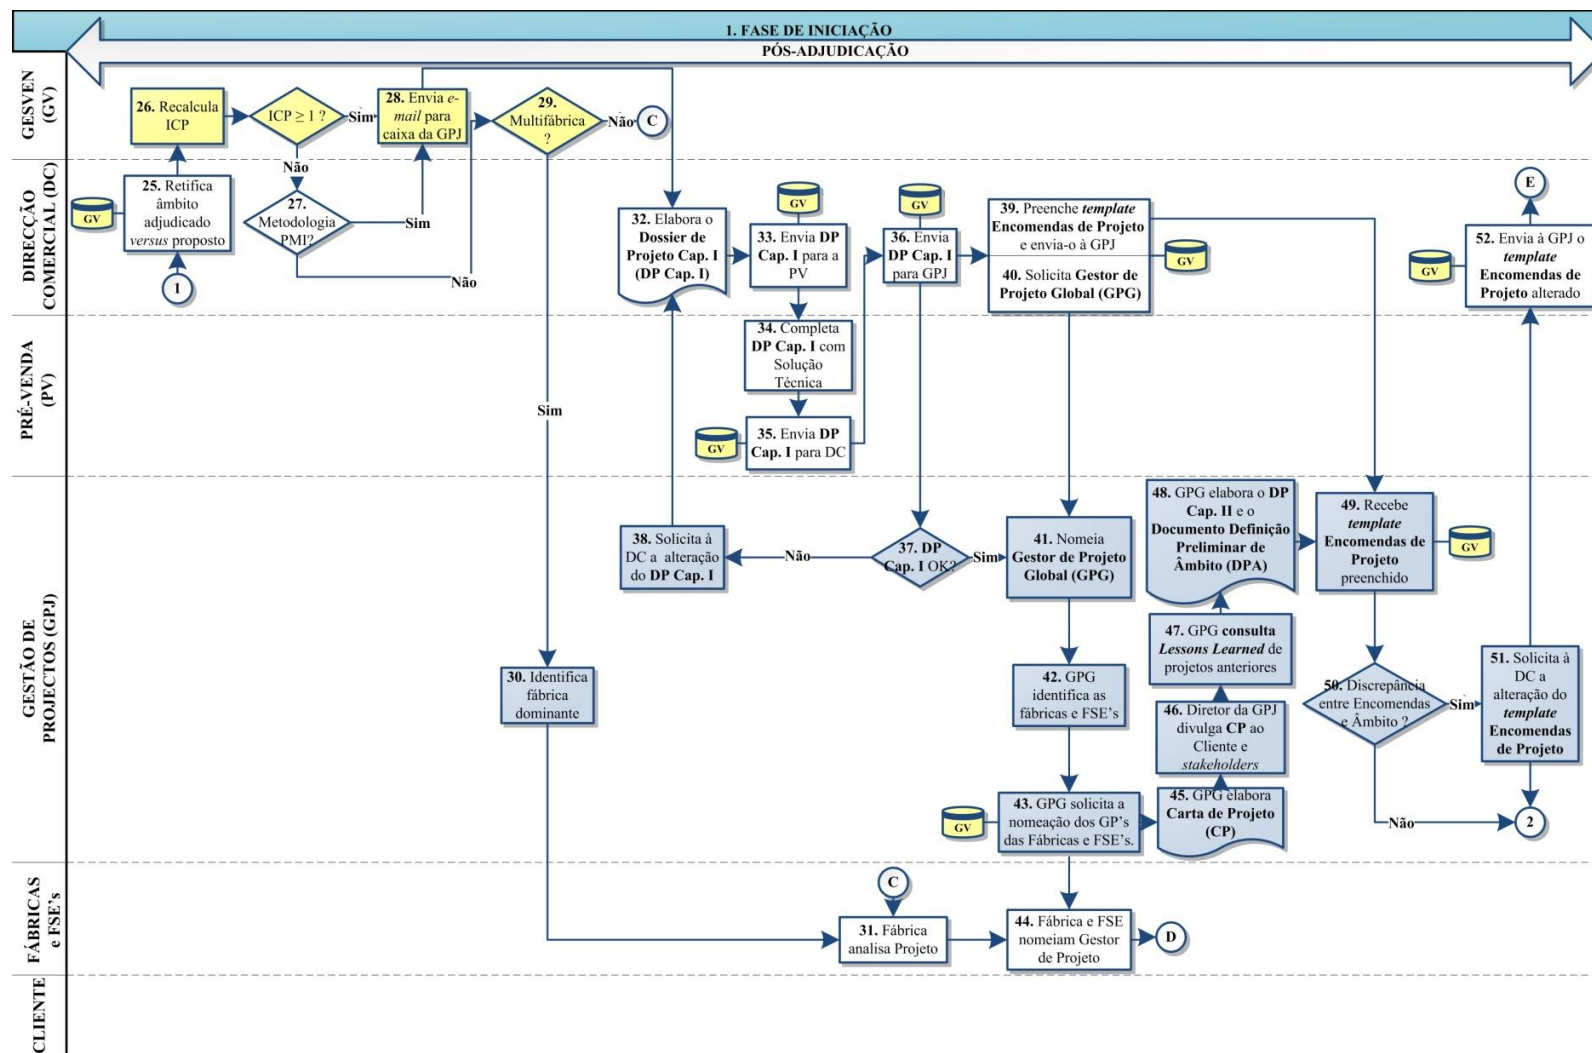 1. FASE DE INICIAÇÃO
PÓS-ADJUDICAÇÃO
GESVEN
(GV)
26. Recalcula
ICP
ICP ≥ 1 ?
Sim
28. Envia e-
mail para
caixa da GPJ
29.
Multifábrica
?
Não
C
Não
DIRECÇÃO
COMERCIAL (DC)
GV
25. Retifica
âmbito
adjudicado
versus proposto
1
27.
Metodologia
PMI?
Sim
Não
32. Elabora o
Dossier de
Projeto Cap. I
(DP Cap. I)
GV
33. Envia DP
Cap. I para a
PV
GV
36. Envia
DP Cap. I
para GPJ
39. Preenche template
Encomendas de Projeto
e envia-o à GPJ
40. Solicita Gestor de
Projeto Global (GPG)
GV
E
GV
52. Envia à GPJ o
template
Encomendas de
Projeto alterado
PRÉ-VENDA
(PV)
Sim
34. Completa
DP Cap. I com
Solução
Técnica
GV
35. Envia DP
Cap. I para DC
GESTÃO DE
PROJECTOS (GPJ)
38. Solicita à
DC a alteração
do DP Cap. I
Não
37. DP
Cap. I OK?
Sim
41. Nomeia
Gestor de Projeto
Global (GPG)
48. GPG elabora o DP
Cap. II e o
Documento Definição
Preliminar de
Âmbito (DPA)
49. Recebe
template
Encomendas de
Projeto
preenchido
GV
30. Identifica
fábrica
dominante
42. GPG
identifica as
fábricas e FSE's
47. GPG consulta
Lessons Learned de
projetos anteriores
46. Diretor da GPJ
divulga CP ao
Cliente e
stakeholders
50. Discrepância
entre Encomendas
e Âmbito ?
Sim
51. Solicita à
DC a
alteração do
template
Encomendas
de Projeto
GV
43. GPG solicita a
nomeação dos GP's
das Fábricas e FSE's.
45. GPG elabora
Carta de Projeto
(CP)
Não
2
FÁBRICAS
e FSE's
C
31. Fábrica
analisa Projeto
44. Fábrica e FSE
nomeiam Gestor
de Projeto
D
CLIENTE